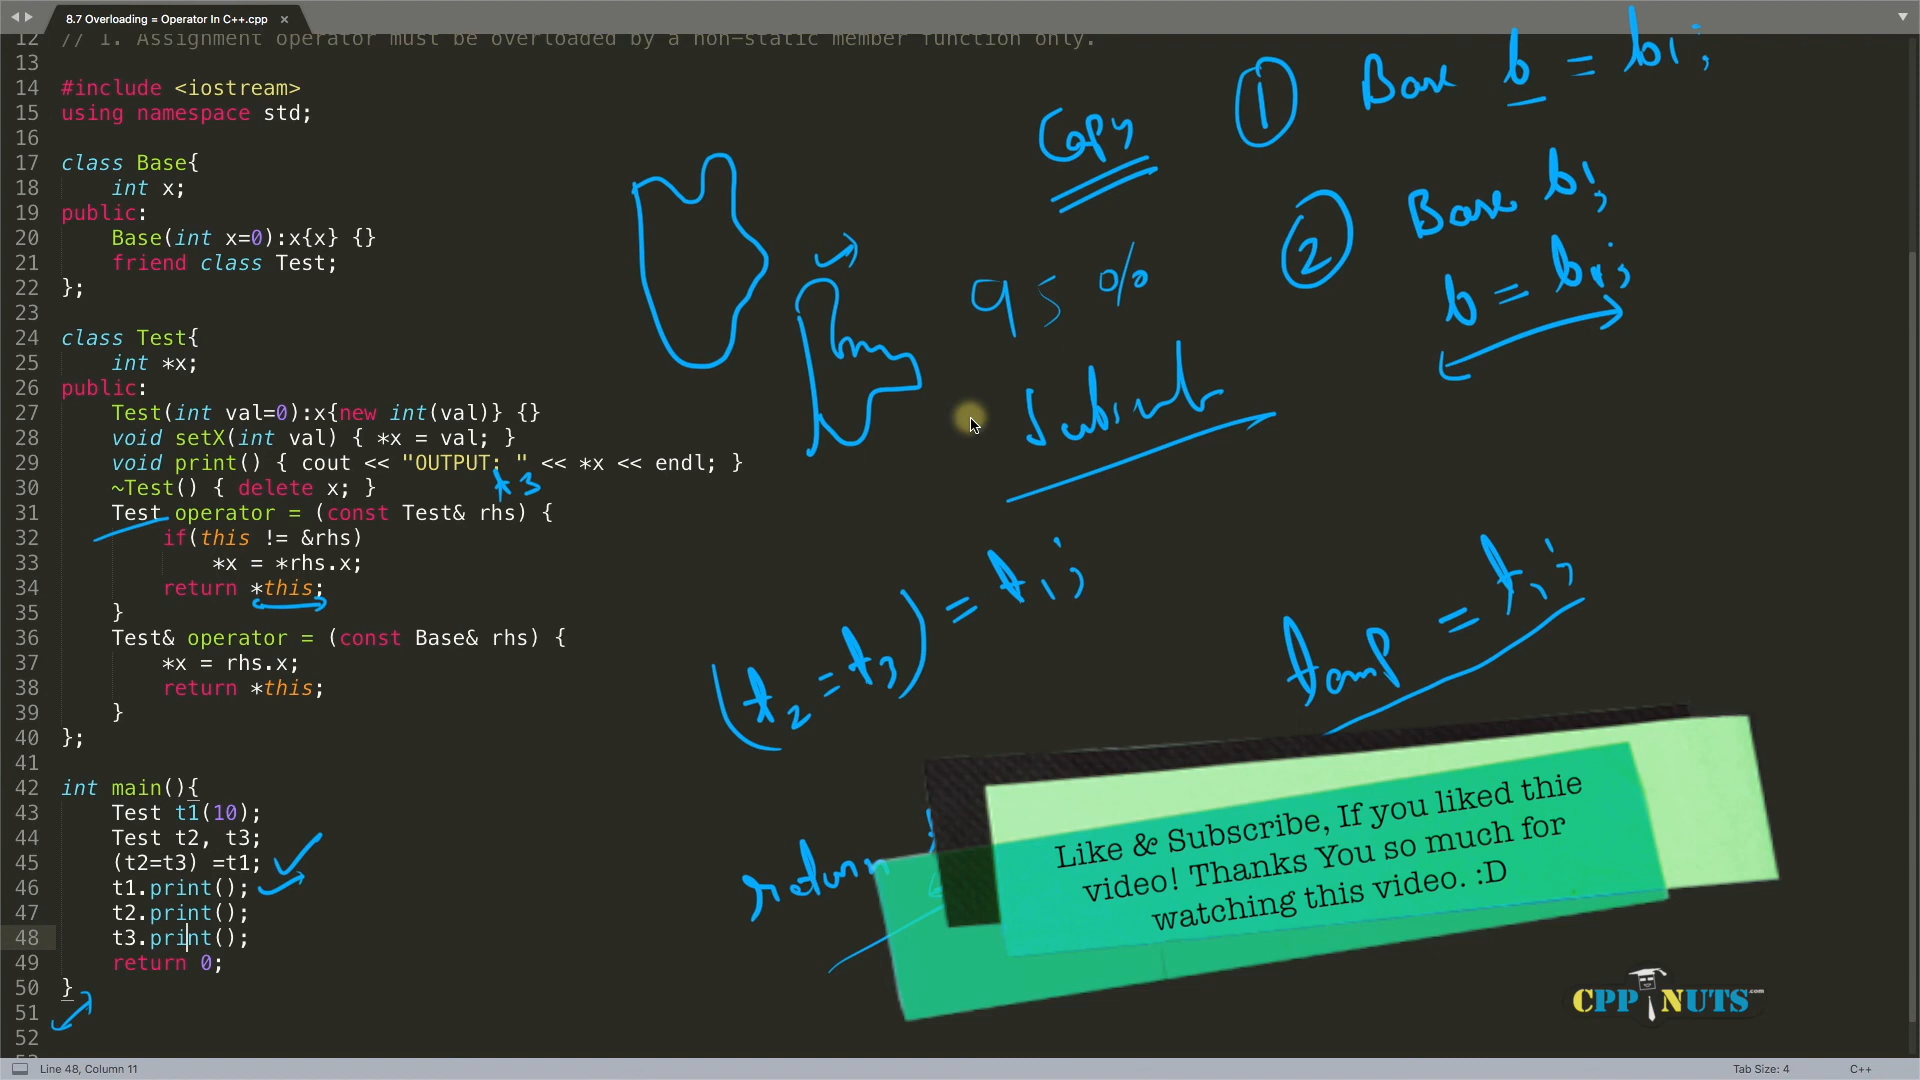 8.7 Overloading = Operator In C++.cpp ×
12 // 1. Assignment operator must be overloaded by a non-static member function only.
13
14 #include <iostream>
15 using namespace std;
16
17 class Base{
18 int x;
19 public:
20 Base(int x=0):x{x} {}
21 friend class Test;
22 };
23
24 class Test{
25 int *x;
26 public:
27 Test(int val=0):x{new int(val)} {}
28 void setX(int val) { *x = val; }
29 void print() { cout << "OUTPUT: " << *x << endl; }
30 ~Test() { delete x; }
31 Test operator = (const Test& rhs) {
32 if(this != &rhs)
33 *x = *rhs.x;
34 return *this;
35 }
36 Test& operator = (const Base& rhs) {
37 *x = rhs.x;
38 return *this;
39 }
40 };
41
42 int main(){
43 Test t1(10);
44 Test t2, t3;
45 (t2=t3) =t1;
46 t1.print();
47 t2.print();
48 t3.print();
49 return 0;
50 }
51
52
Copy
95 %
t3
1 Base b = b1;
2 Base b1;
b = b1;
(t2 = t3) = t1;
temp = t1;
return
Like & Subscribe, If you liked thie
video! Thanks You so much for
watching this video. :D
CPP NUTS .com
Line 48, Column 11
Tab Size: 4
C++